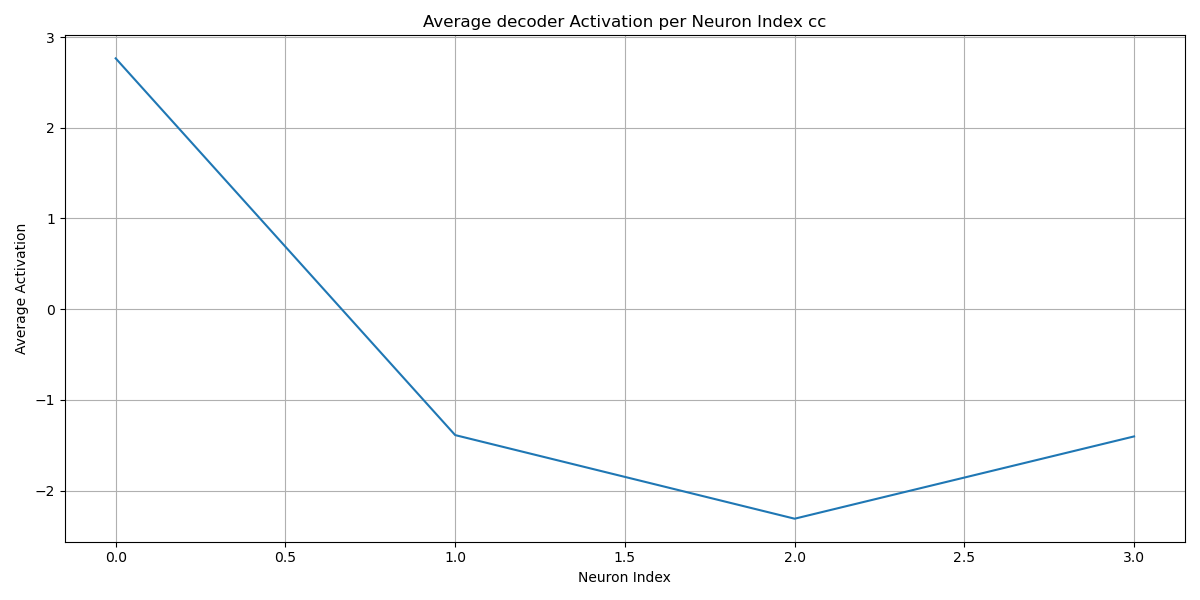 Average decoder Activation per Neuron Index cc
3
2
1
0
−1
−2
Average Activation
0.0 0.5 1.0 1.5 2.0 2.5 3.0
Neuron Index